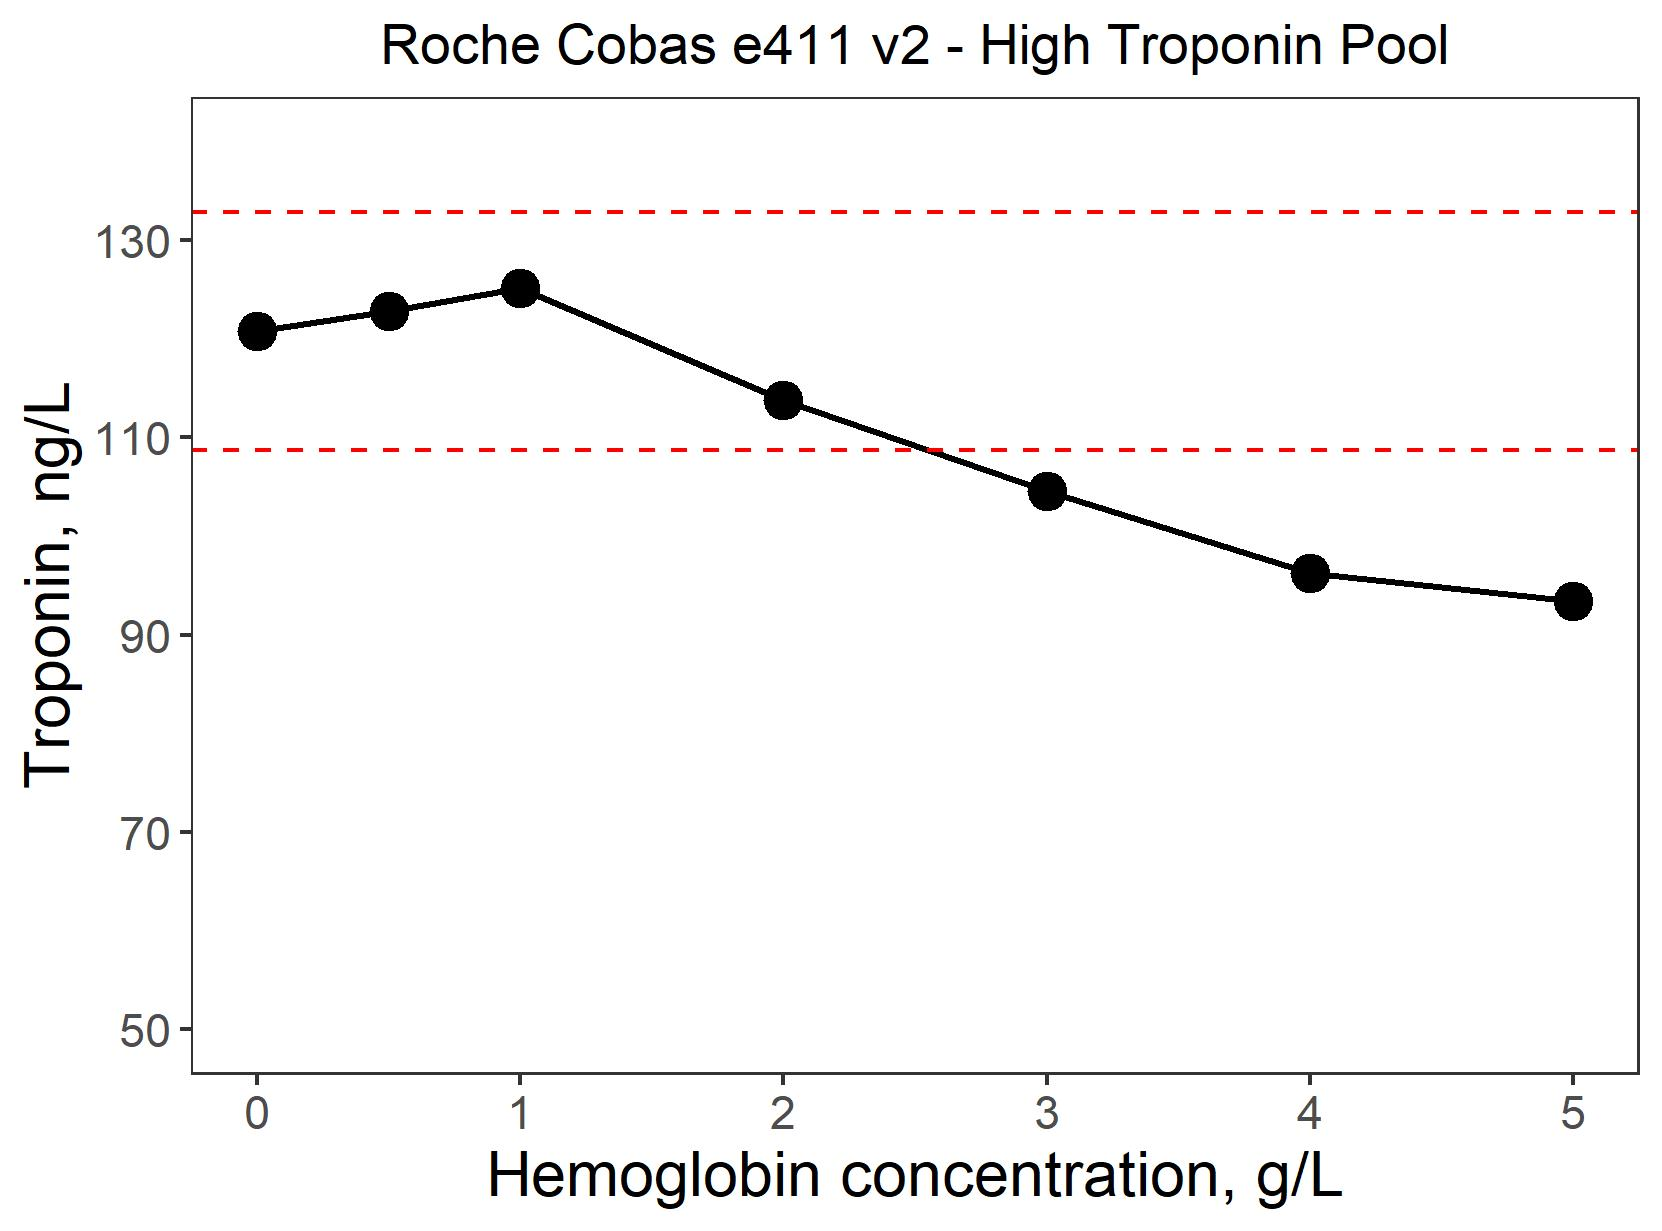 Roche Cobas e411 v2 - High Troponin Pool
Troponin, ng/L
130
110
90
70
50
0 1 2 3 4 5
Hemoglobin concentration, g/L